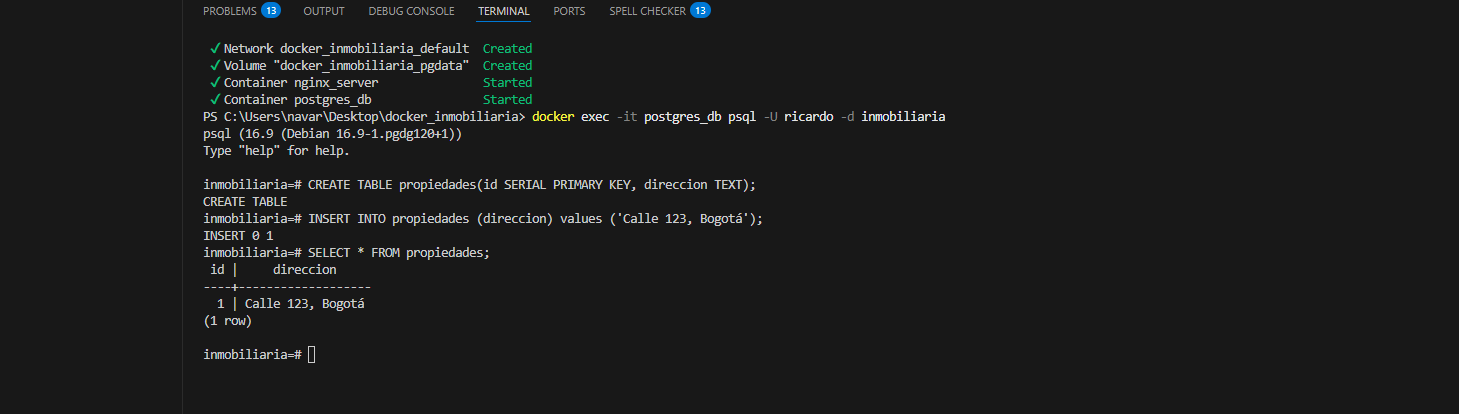 PROBLEMS 13 OUTPUT DEBUG CONSOLE TERMINAL PORTS SPELL CHECKER 13
✓ Network docker_inmobiliaria_default Created
✓ Volume "docker_inmobiliaria_pgdata" Created
✓ Container nginx_server Started
✓ Container postgres_db Started
PS C:\Users\navar\Desktop\docker_inmobiliaria> docker exec -it postgres_db psql -U ricardo -d inmobiliaria
psql (16.9 (Debian 16.9-1.pgdg120+1))
Type "help" for help.
inmobiliaria=# CREATE TABLE propiedades(id SERIAL PRIMARY KEY, direccion TEXT);
CREATE TABLE
inmobiliaria=# INSERT INTO propiedades (direccion) values ('Calle 123, Bogotá');
INSERT 0 1
inmobiliaria=# SELECT * FROM propiedades;
 id |     direccion
----+-------------------
  1 | Calle 123, Bogotá
(1 row)
inmobiliaria=#